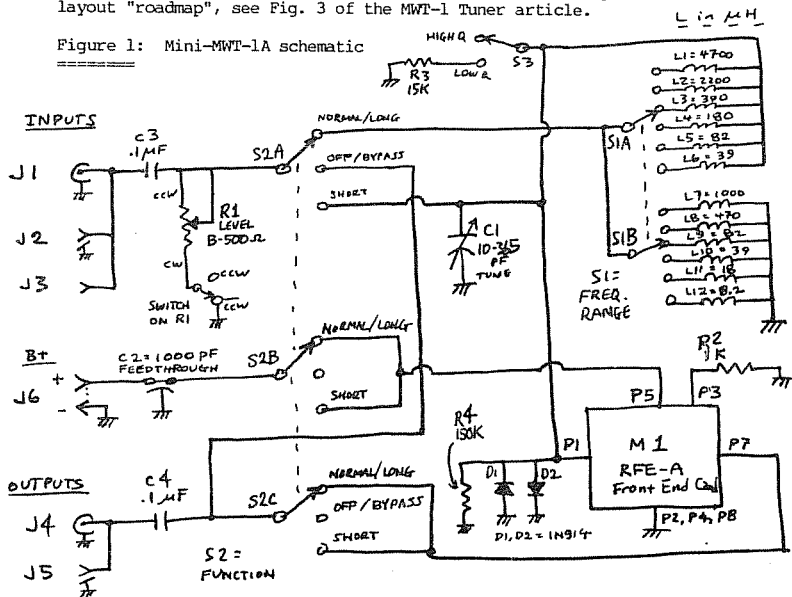 layout "roadmap", see Fig. 3 of the MWT-1 Tuner article.
Figure 1: Mini-MWT-1A schematic
L in μH
HIGH Q
S3
R3
15K
LOW Q
L1=4700
L2=2200
L3=390
L4=180
L5=82
L6=39
S1A
INPUTS
J1
J2
J3
C3
.1μF
CCW
R1
LEVEL
B-500Ω
CW
CCW
CCW
SWITCH
ON R1
S2A
NORMAL/LONG
OFF/BYPASS
SHORT
C1
10-365
PF
TUNE
S1B
L7=1000
L8=470
L9=82
L10=39
L11=18
L12=8.2
S1=
FREQ.
RANGE
B+
J6
+
-
C2=1000 PF
FEEDTHROUGH
S2B
NORMAL/LONG
SHORT
R2
1K
P5
P3
P1
P7
M1
RFE-A
Front End Card
P2, P4, P8
R4
150K
D1
D2
D1, D2 = 1N914
OUTPUTS
J4
J5
C4
.1μF
S2C
NORMAL/LONG
OFF/BYPASS
SHORT
S2=
FUNCTION